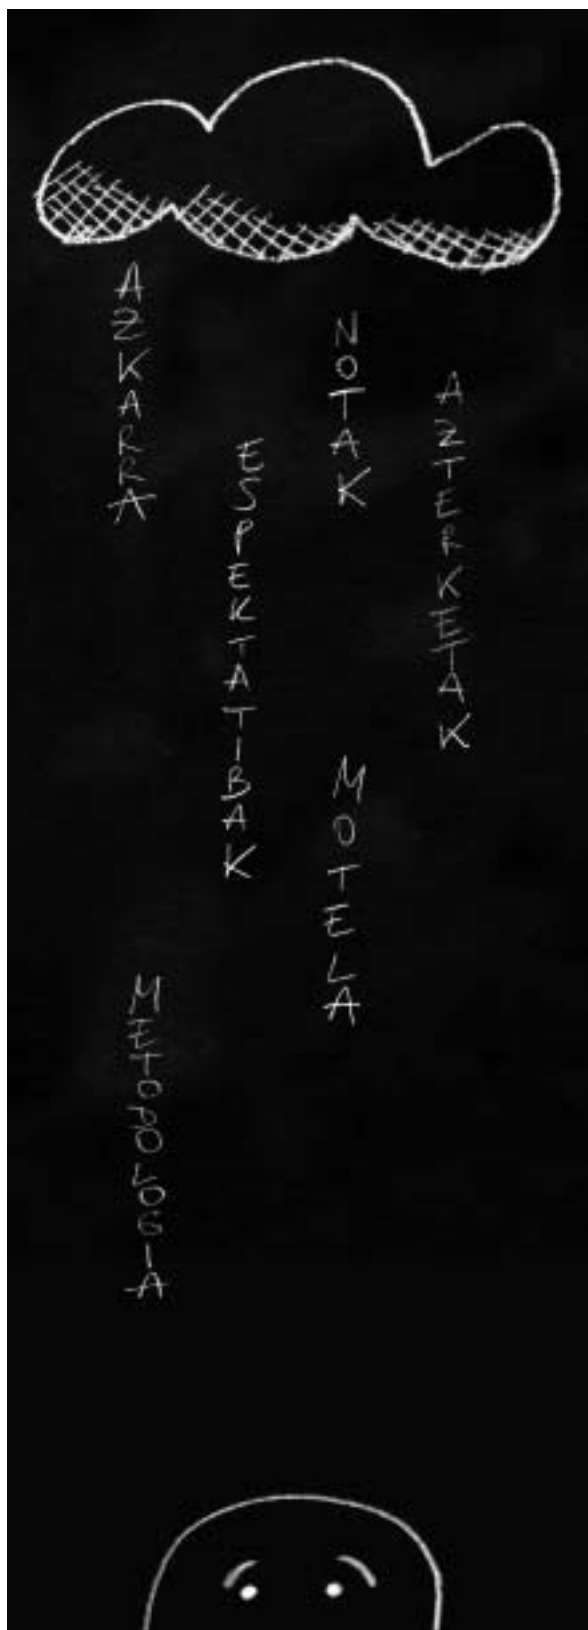 AZKARRA
ESPEKTATIBAK
NOTAK
AZTERKETAK
MOTELA
METODOLOGIA